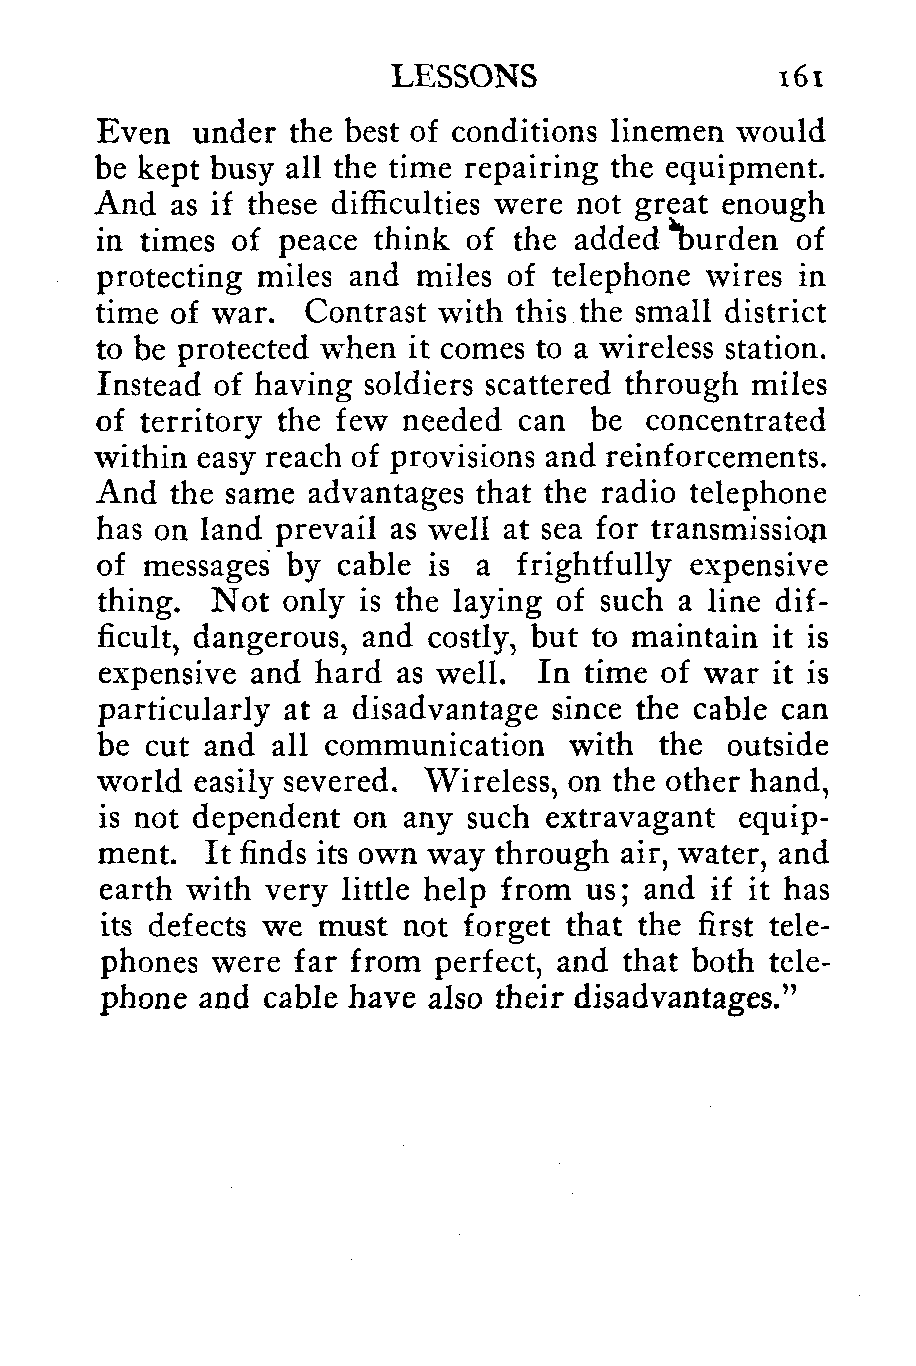 LESSONS 161
Even under the best of conditions linemen would
be kept busy all the time repairing the equipment.
And as if these difficulties were not great enough
in times of peace think of the added burden of
protecting miles and miles of telephone wires in
time of war. Contrast with this the small district
to be protected when it comes to a wireless station.
Instead of having soldiers scattered through miles
of territory the few needed can be concentrated
within easy reach of provisions and reinforcements.
And the same advantages that the radio telephone
has on land prevail as well at sea for transmission
of messages by cable is a frightfully expensive
thing. Not only is the laying of such a line dif-
ficult, dangerous, and costly, but to maintain it is
expensive and hard as well. In time of war it is
particularly at a disadvantage since the cable can
be cut and all communication with the outside
world easily severed. Wireless, on the other hand,
is not dependent on any such extravagant equip-
ment. It finds its own way through air, water, and
earth with very little help from us; and if it has
its defects we must not forget that the first tele-
phones were far from perfect, and that both tele-
phone and cable have also their disadvantages."